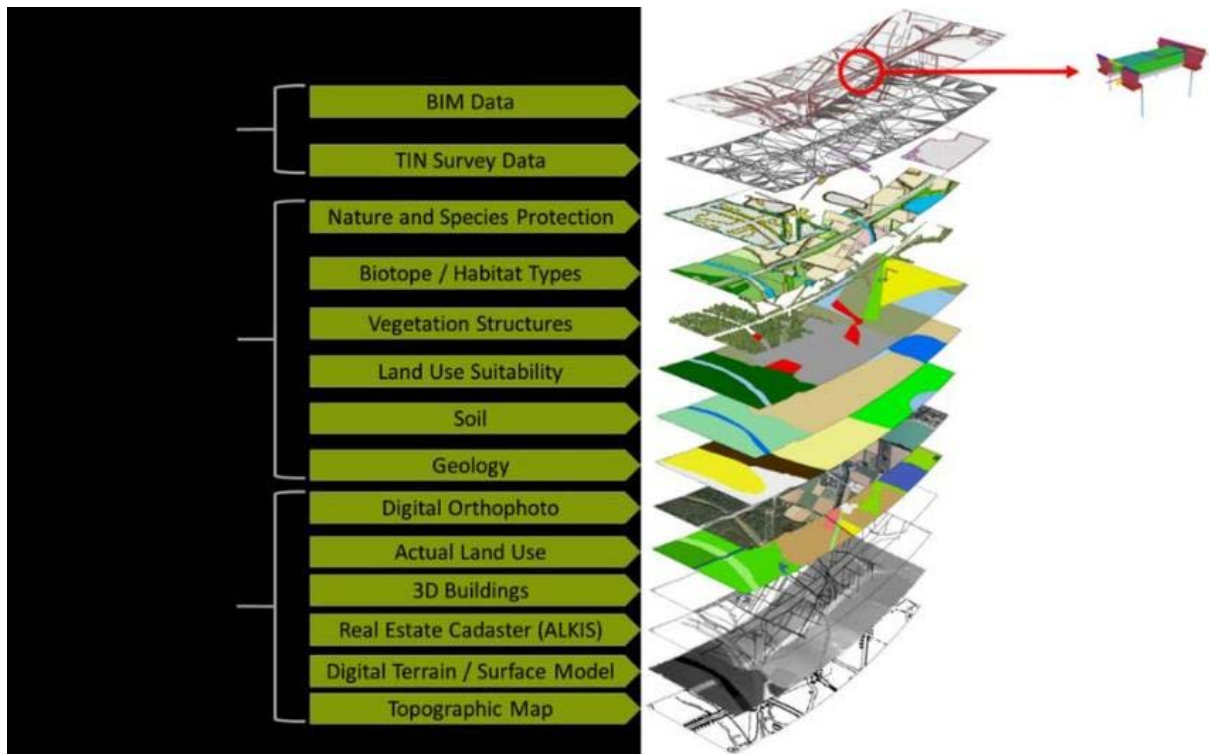 BIM Data
TIN Survey Data
Nature and Species Protection
Biotope / Habitat Types
Vegetation Structures
Land Use Suitability
Soil
Geology
Digital Orthophoto
Actual Land Use
3D Buildings
Real Estate Cadaster (ALKIS)
Digital Terrain / Surface Model
Topographic Map